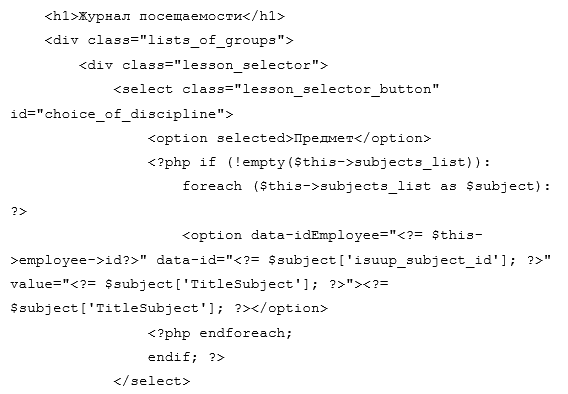 <h1>Журнал посещаемости</h1>
<div class="lists_of_groups">
<div class="lesson_selector">
<select class="lesson_selector_button"
id="choice_of_discipline">
<option selected>Предмет</option>
<?php if (!empty($this->subjects_list)):
foreach ($this->subjects_list as $subject):
?>
<option data-idEmployee="<?= $this-
>employee->id?>" data-id="<?= $subject['isuup_subject_id']; ?>"
value="<?= $subject['TitleSubject']; ?>"><?=
$subject['TitleSubject']; ?></option>
<?php endforeach;
endif; ?>
</select>